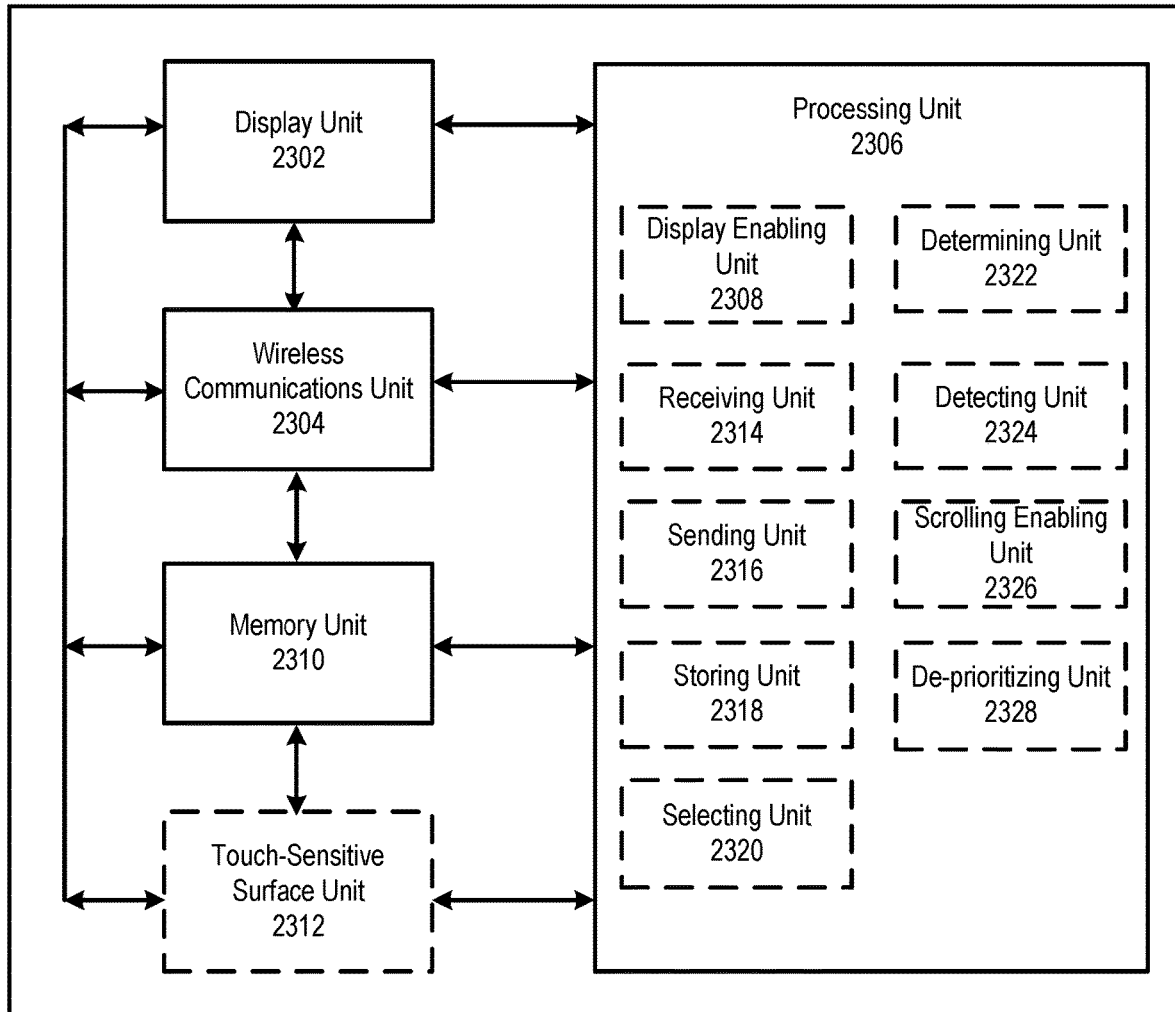 Display Unit
2302
Wireless
Communications Unit
2304
Memory Unit
2310
Touch-Sensitive
Surface Unit
2312
Processing Unit
2306
Display Enabling
Unit
2308
Determining Unit
2322
Receiving Unit
2314
Detecting Unit
2324
Sending Unit
2316
Scrolling Enabling
Unit
2326
Storing Unit
2318
De-prioritizing Unit
2328
Selecting Unit
2320